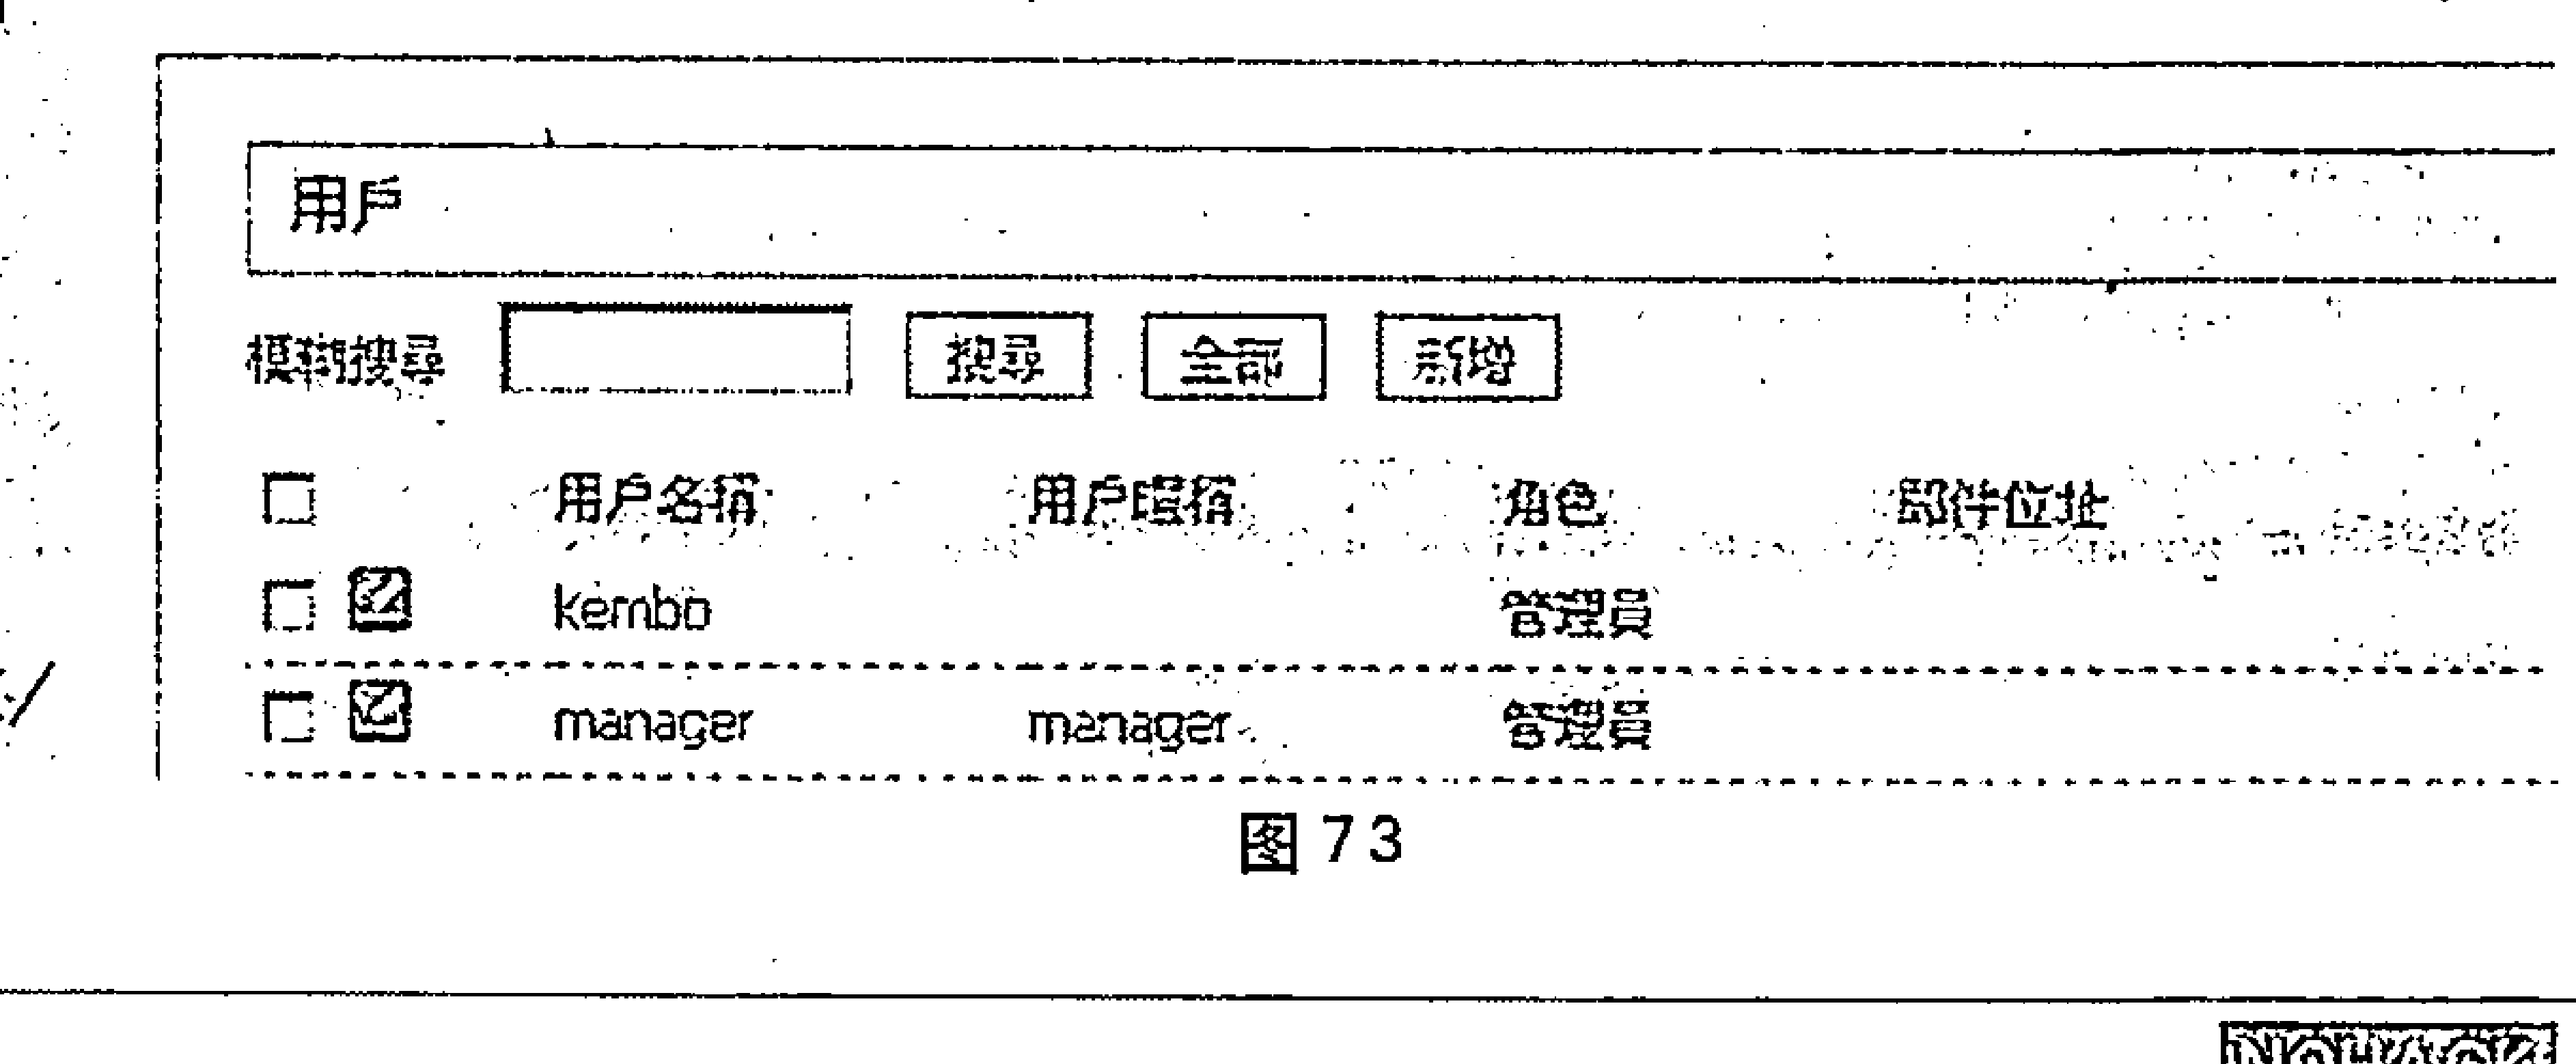 用戶
模糊搜尋 搜尋 全部 新增
用戶名稱 用戶暱稱 角色 郵件位址
kembo 管理員
manager manager 管理員
图 73